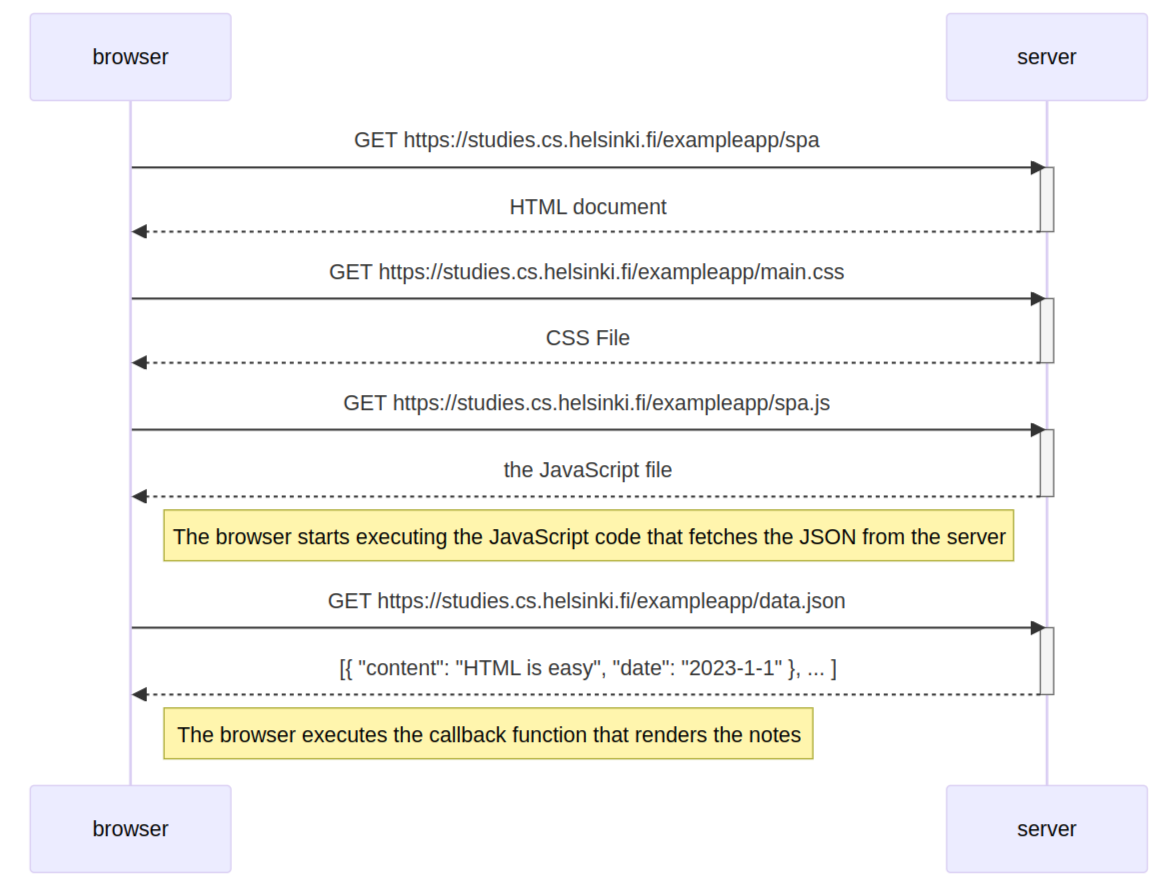 browser
server
GET https://studies.cs.helsinki.fi/exampleapp/spa
HTML document
GET https://studies.cs.helsinki.fi/exampleapp/main.css
CSS File
GET https://studies.cs.helsinki.fi/exampleapp/spa.js
the JavaScript file
The browser starts executing the JavaScript code that fetches the JSON from the server
GET https://studies.cs.helsinki.fi/exampleapp/data.json
[{ "content": "HTML is easy", "date": "2023-1-1" }, ... ]
The browser executes the callback function that renders the notes
browser
server